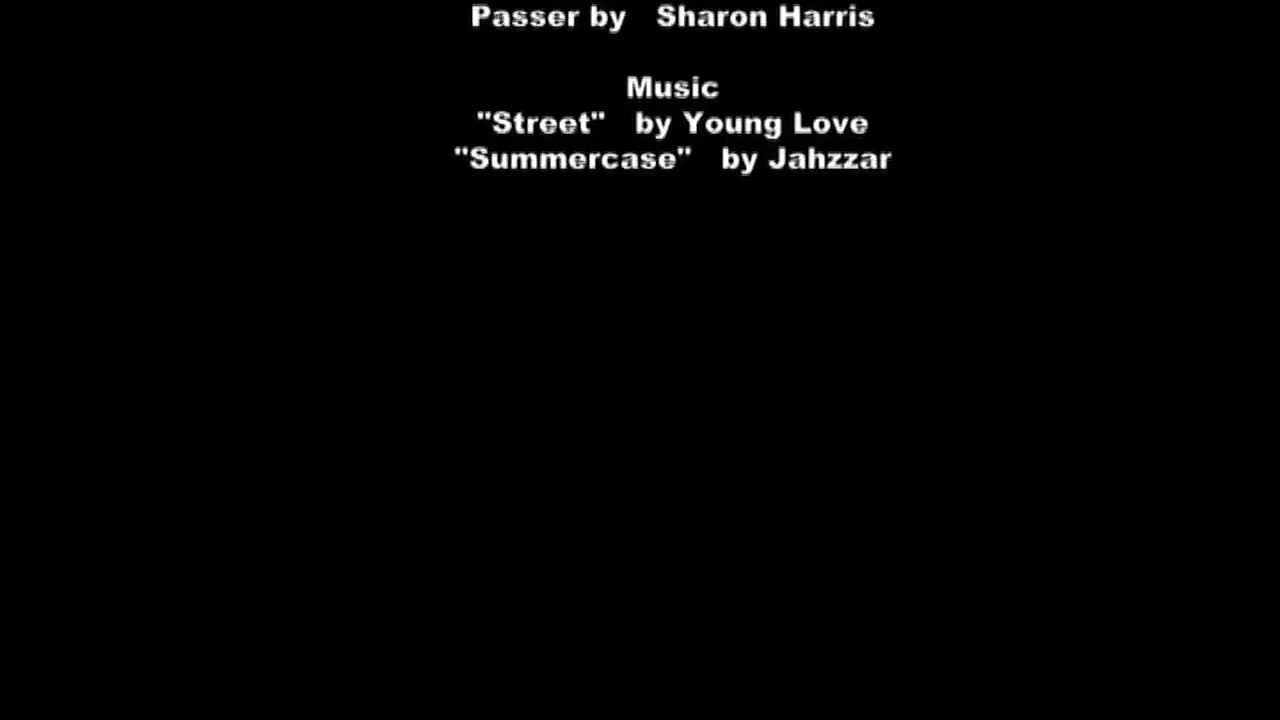 Passer by   Sharon Harris
Music
"Street"   by Young Love
"Summercase"   by Jahzzar